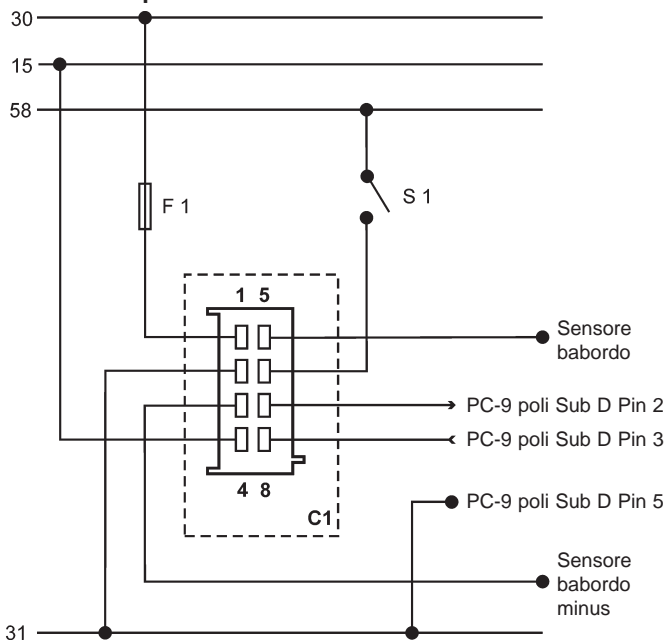 30
15
58
F 1
S 1
1 5
Sensore
babordo
PC-9 poli Sub D Pin 2
PC-9 poli Sub D Pin 3
4 8
C1
PC-9 poli Sub D Pin 5
Sensore
babordo
minus
31